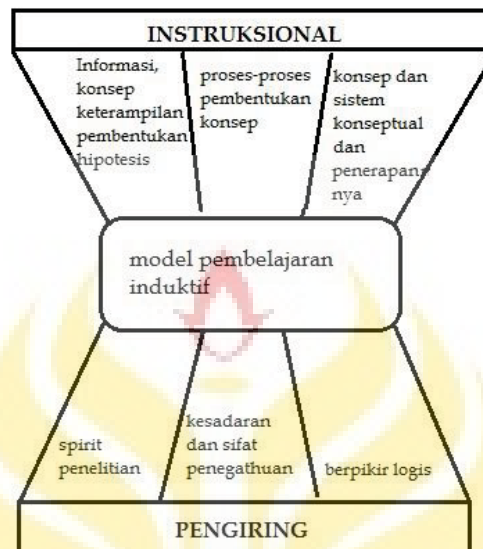 INSTRUKSIONAL
Informasi,
konsep
keterampilan
pembentukan
hipotesis
proses-proses
pembentukan
konsep
konsep dan
sistem
konseptual
dan
penerapan-
nya
model pembelajaran
induktif
spirit
penelitian
kesadaran
dan sifat
penegathuan
berpikir logis
PENGIRING